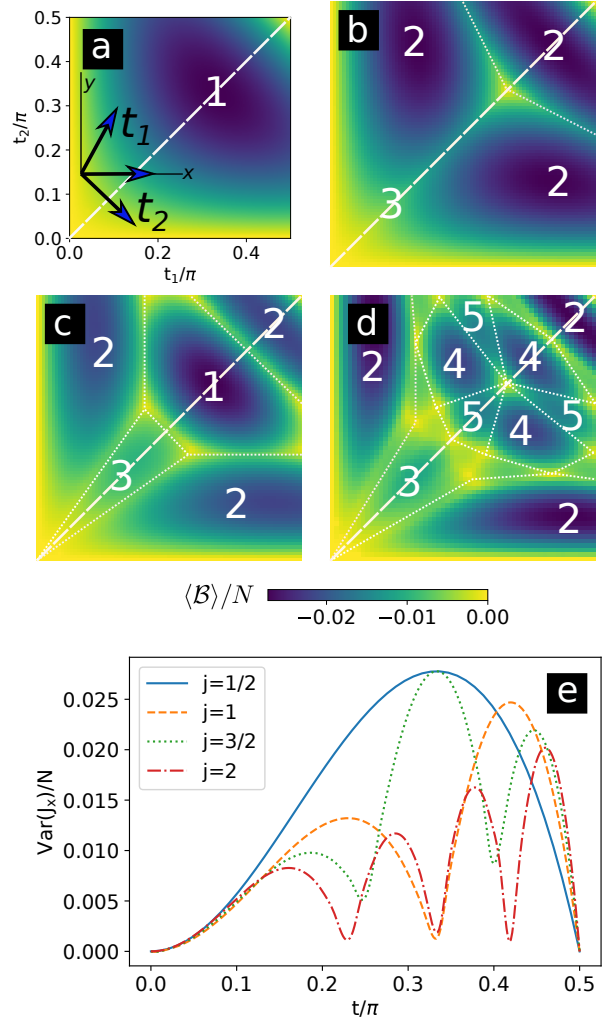 a
0.5
0.4
0.3
0.2
0.1
0.0
t₂/π
y
t₁
x
t₂
1
0.0
0.2
0.4
t₁/π
b
2
2
3
2
c
2
2
1
3
2
d
2
5
2
4
4
5
5
4
3
2
⟨ℬ⟩/N
−0.02
−0.01
0.00
e
j=1/2
j=1
j=3/2
j=2
Var(Jₓ)/N
0.025
0.020
0.015
0.010
0.005
0.000
0.0
0.1
0.2
0.3
0.4
0.5
t/π